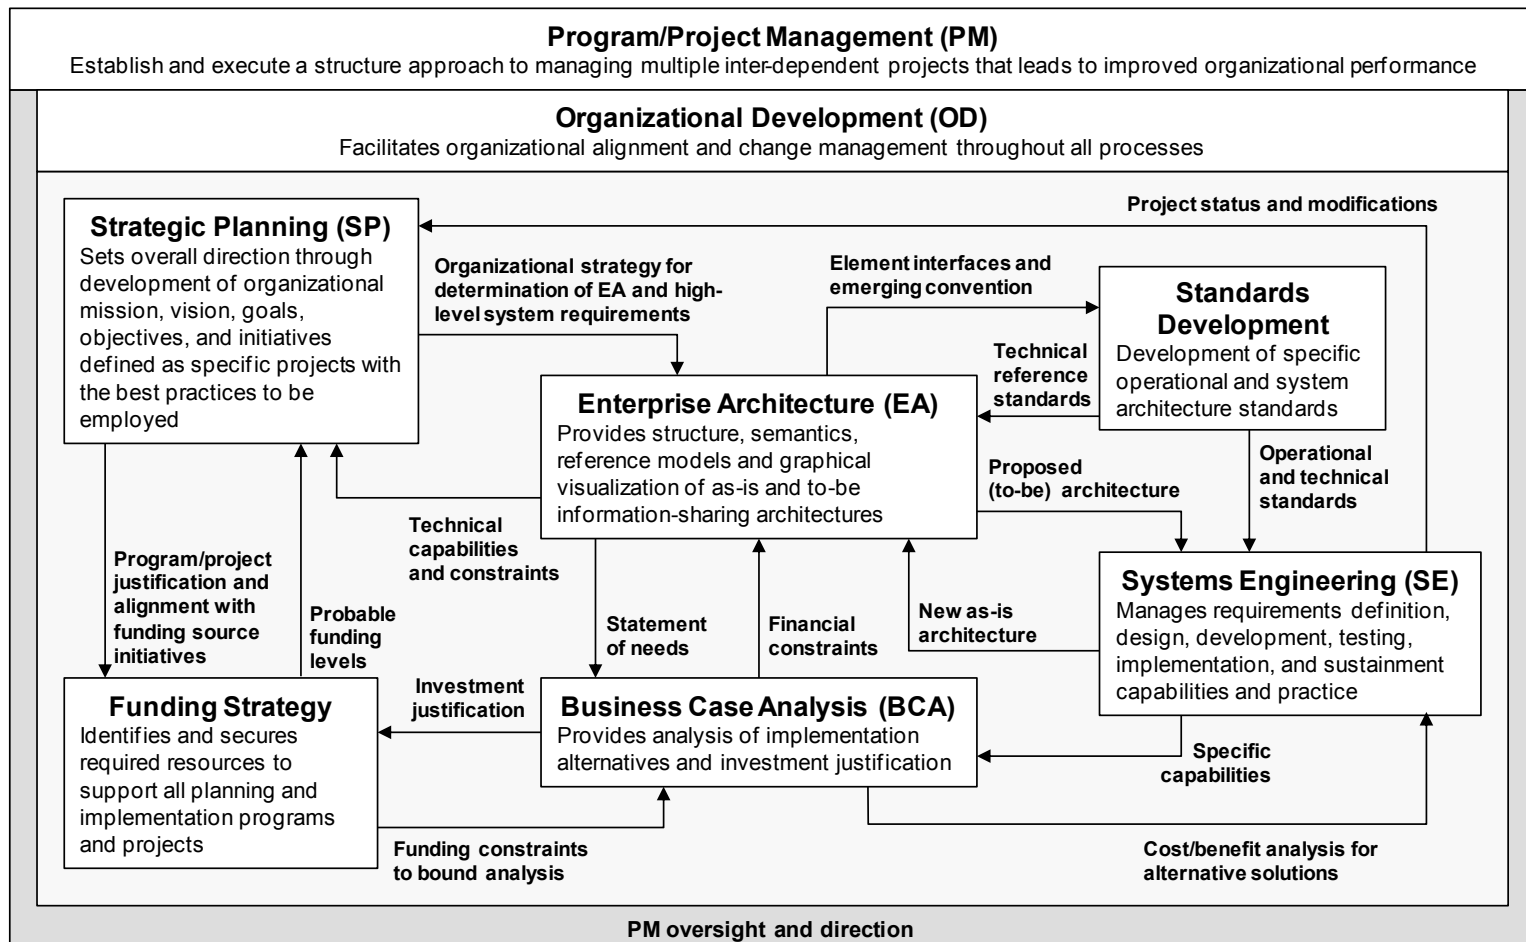 Program/Project Management (PM)
Establish and execute a structure approach to managing multiple inter-dependent projects that leads to improved organizational performance
Organizational Development (OD)
Facilitates organizational alignment and change management throughout all processes
Strategic Planning (SP)
Sets overall direction through
development of organizational
mission, vision, goals,
objectives, and initiatives
defined as specific projects with
the best practices to be
employed
Project status and modifications
Organizational strategy for
determination of EA and high-
level system requirements
Element interfaces and
emerging convention
Standards
Development
Development of specific
operational and system
architecture standards
Technical
reference
standards
Enterprise Architecture (EA)
Provides structure, semantics,
reference models and graphical
visualization of as-is and to-be
information-sharing architectures
Proposed
(to-be) architecture
Operational
and technical
standards
Technical
capabilities
and constraints
Program/project
justification and
alignment with
funding source
initiatives
Probable
funding
levels
Statement
of needs
Financial
constraints
New as-is
architecture
Systems Engineering (SE)
Manages requirements definition,
design, development, testing,
implementation, and sustainment
capabilities and practice
Funding Strategy
Identifies and secures
required resources to
support all planning and
implementation programs
and projects
Investment
justification
Business Case Analysis (BCA)
Provides analysis of implementation
alternatives and investment justification
Specific
capabilities
Funding constraints
to bound analysis
Cost/benefit analysis for
alternative solutions
PM oversight and direction